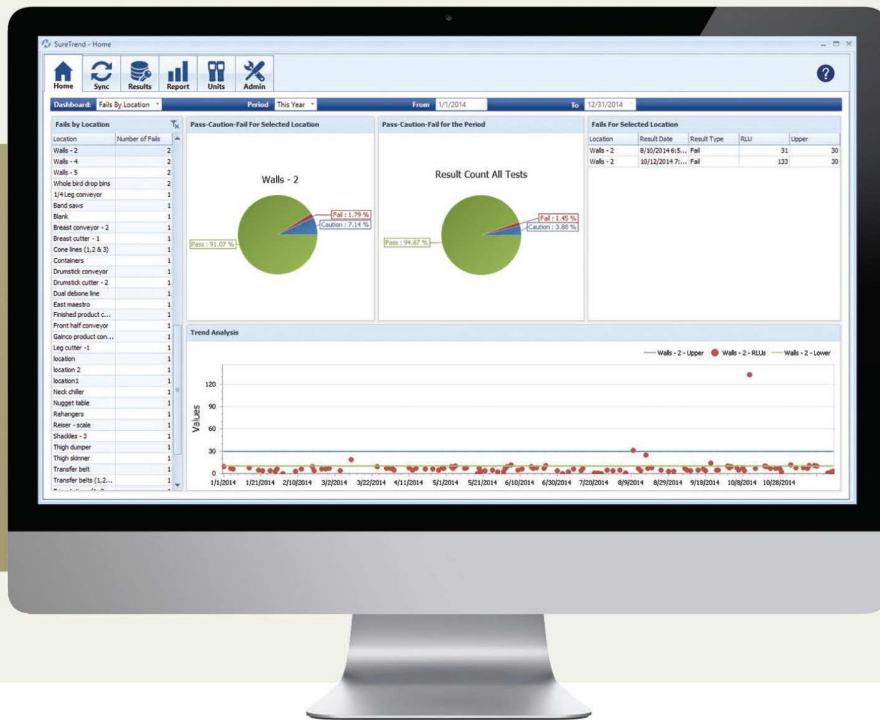 SureTrend - Home
Home Sync Results Report Units Admin
Dashboard: Fails By Location Period This Year From 1/1/2014 To 12/31/2014
Fails by Location
Location Number of Fails
Walls - 2 2
Walls - 4 2
Walls - 5 2
Whole bird drop bins 2
1/4 Leg conveyor 1
Band saws 1
Blank 1
Breast conveyor - 2 1
Breast cutter - 1 1
Cone lines (1,2 & 3) 1
Containers 1
Drumstick conveyor 1
Drumstick cutter - 2 1
Dual debone line 1
East maestro 1
Finished product c... 1
Front half conveyor 1
Gainco product con... 1
Leg cutter -1 1
location 1
location 2 1
location1 1
Neck chiller 1
Nugget table 1
Rehangers 1
Reiser - scale 1
Shackles - 3 1
Thigh dumper 1
Thigh skinner 1
Transfer belt 1
Transfer belts (1,2... 1
Pass-Caution-Fail For Selected Location
Walls - 2
Fail : 1.79 %
Caution : 7.14 %
Pass : 91.07 %
Pass-Caution-Fail for the Period
Result Count All Tests
Fail : 1.45 %
Caution : 3.88 %
Pass : 94.67 %
Fails For Selected Location
Location Result Date Result Type RLU Upper
Walls - 2 8/10/2014 6:5... Fail 31 30
Walls - 2 10/12/2014 7:... Fail 133 30
Trend Analysis
Walls - 2 - Upper Walls - 2 - RLUs Walls - 2 - Lower
Values
120
90
60
30
0
1/1/2014 1/21/2014 2/10/2014 3/2/2014 3/22/2014 4/11/2014 5/1/2014 5/21/2014 6/10/2014 6/30/2014 7/20/2014 8/9/2014 8/29/2014 9/18/2014 10/8/2014 10/28/2014